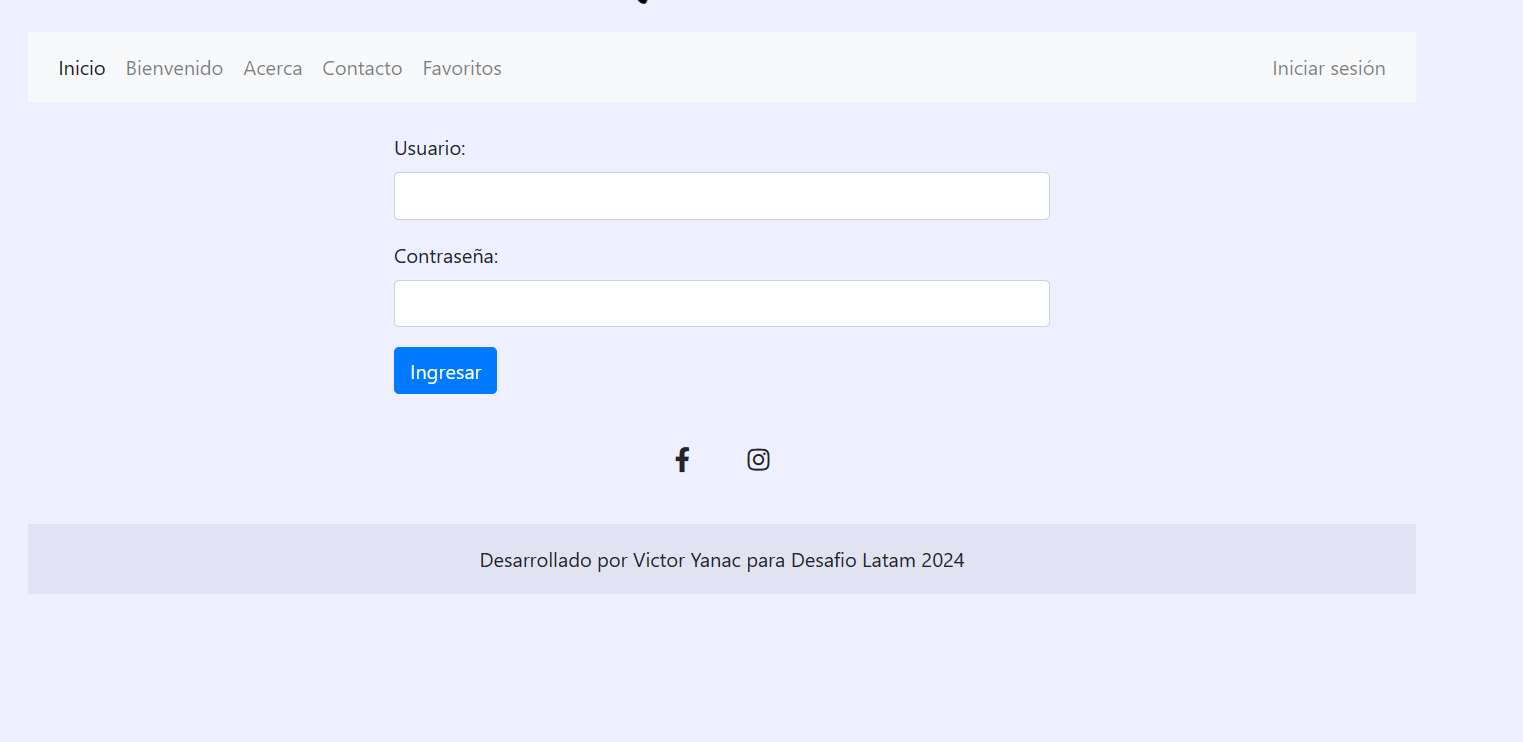 Inicio Bienvenido Acerca Contacto Favoritos Iniciar sesión
Usuario:
Contraseña:
Ingresar
Desarrollado por Victor Yanac para Desafio Latam 2024